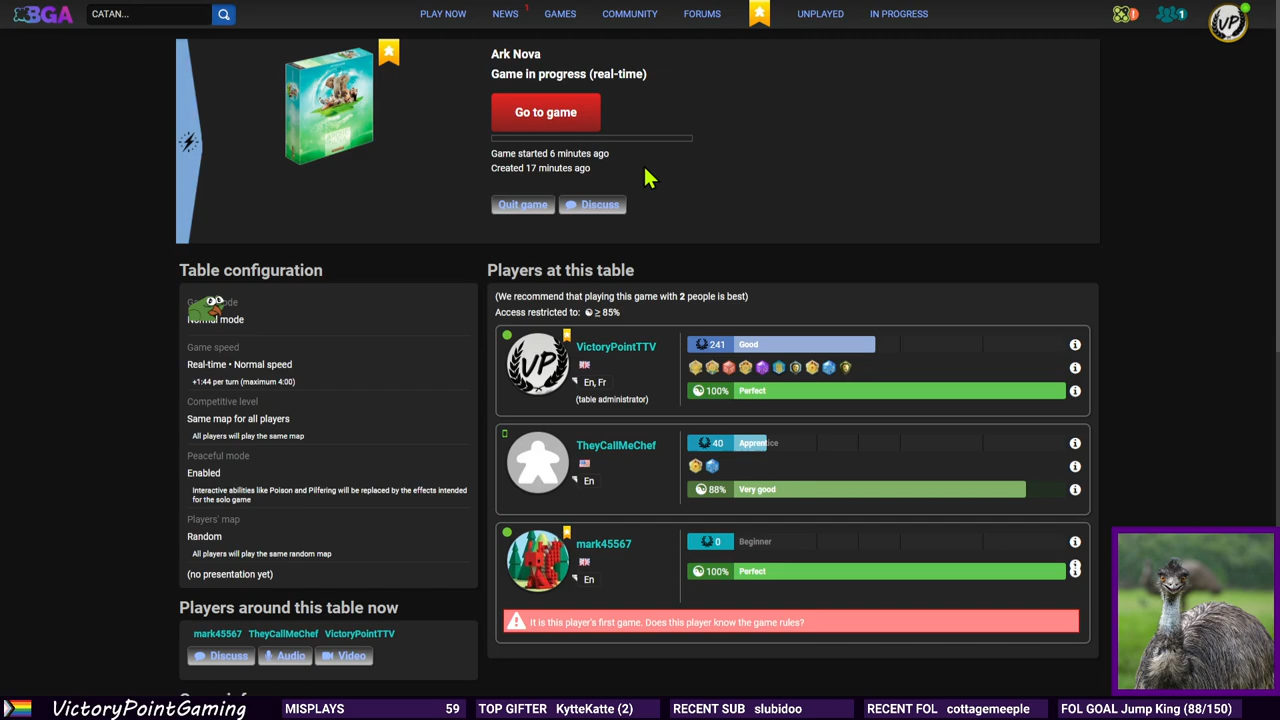 BGA
CATAN...
PLAY NOW
NEWS
1
GAMES
COMMUNITY
FORUMS
UNPLAYED
IN PROGRESS
!
1
VP
Ark Nova
Game in progress (real-time)
Go to game
Game started 6 minutes ago
Created 17 minutes ago
Quit game
Discuss
Table configuration
Normal mode
Game speed
Real-time • Normal speed
+1:44 per turn (maximum 4:00)
Competitive level
Same map for all players
All players will play the same map
Peaceful mode
Enabled
Interactive abilities like Poison and Pilfering will be replaced by the effects intended
for the solo game
Players' map
Random
All players will play the same random map
(no presentation yet)
Players around this table now
mark45567 TheyCallMeChef VictoryPointTTV
Discuss
Audio
Video
Players at this table
(We recommend that playing this game with 2 people is best)
Access restricted to: ≥ 85%
VP
VictoryPointTTV
En, Fr
(table administrator)
241 Good
100% Perfect
TheyCallMeChef
En
40 Apprentice
88% Very good
mark45567
En
0 Beginner
100% Perfect
It is this player's first game. Does this player know the game rules?
VictoryPointGaming
MISPLAYS 59
TOP GIFTER KytteKatte (2)
RECENT SUB slubidoo
RECENT FOL cottagemeeple
FOL GOAL Jump King (88/150)